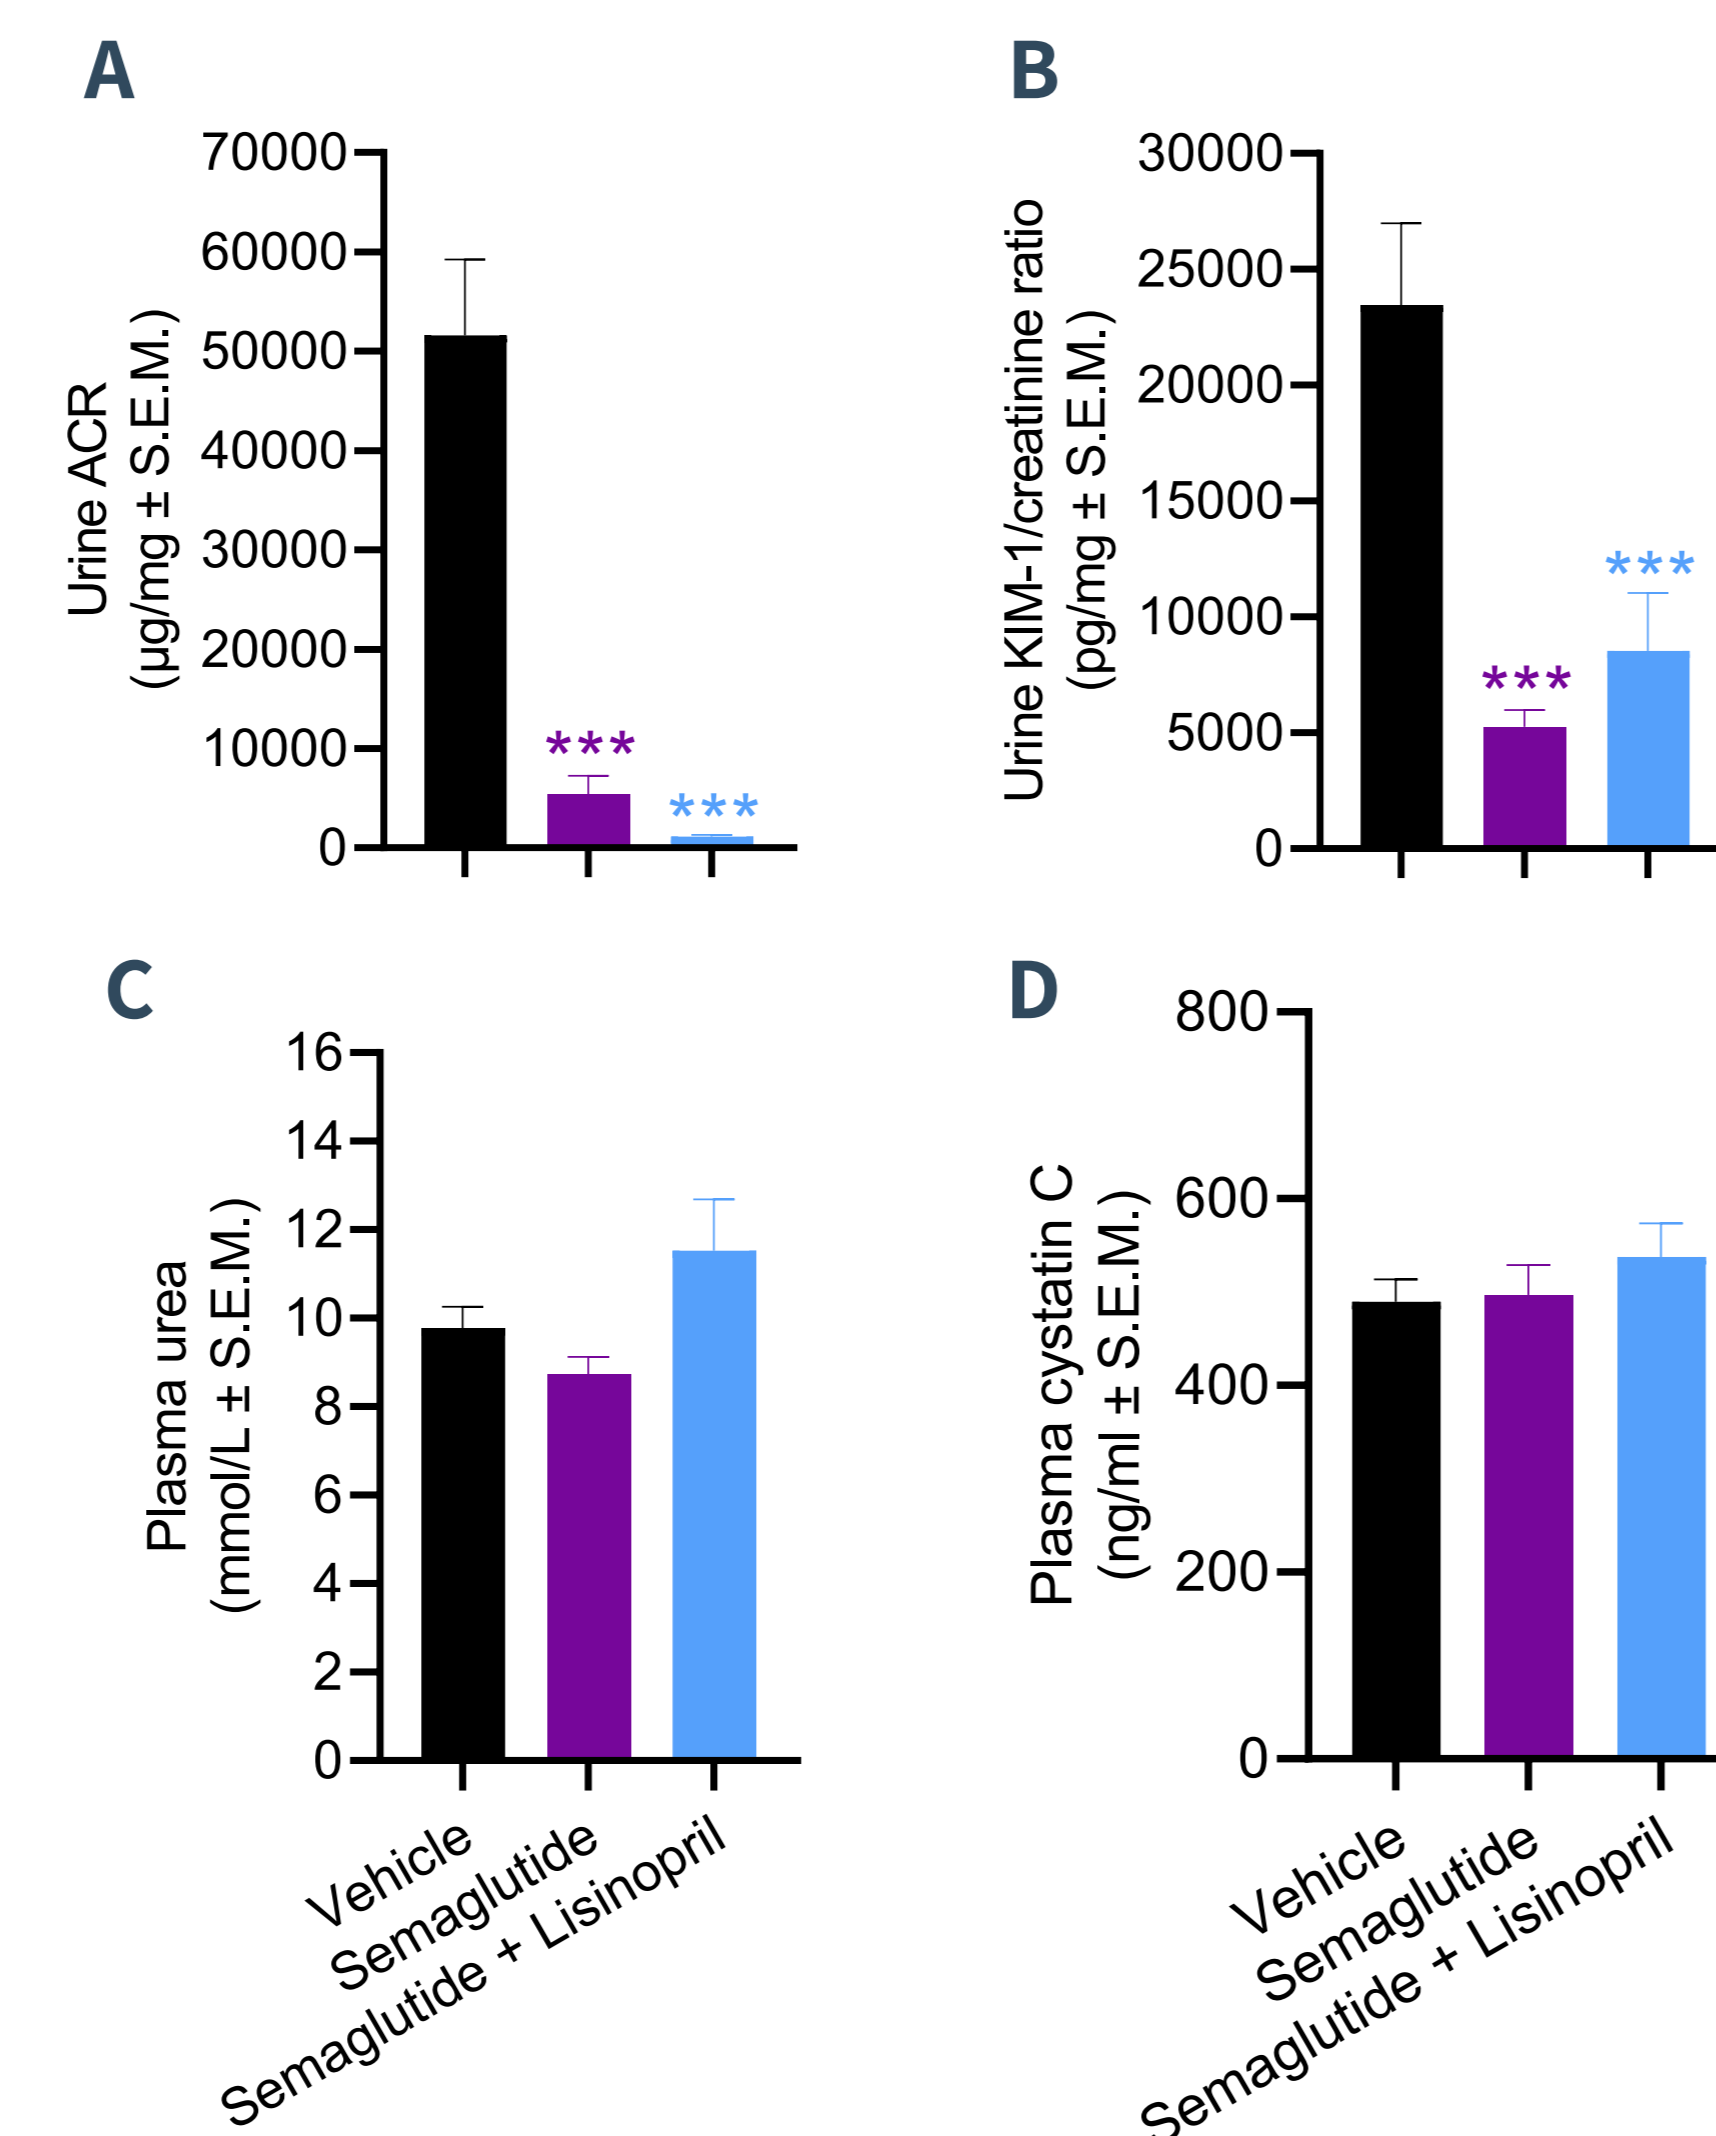 A
70000
60000
50000
40000
30000
20000
10000
0
Urine ACR
(µg/mg ± S.E.M.)
***
***
B
30000
25000
20000
15000
10000
5000
0
Urine KIM-1/creatinine ratio
(pg/mg ± S.E.M.)
***
***
C
16
14
12
10
8
6
4
2
0
Plasma urea
(mmol/L ± S.E.M.)
Vehicle
Semaglutide
Semaglutide + Lisinopril
D
800
600
400
200
0
Plasma cystatin C
(ng/ml ± S.E.M.)
Vehicle
Semaglutide
Semaglutide + Lisinopril